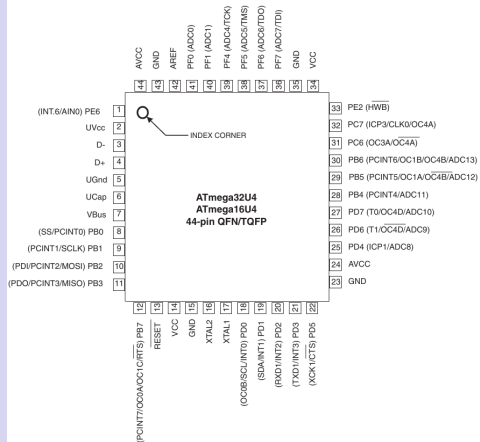 AVCC
GND
AREF
PF0 (ADC0)
PF1 (ADC1)
PF4 (ADC4/TCK)
PF5 (ADC5/TMS)
PF6 (ADC6/TDO)
PF7 (ADC7/TDI)
GND
VCC
44
43
42
41
40
39
38
37
36
35
34
(INT.6/AIN0) PE6 1
UVcc 2
D- 3
D+ 4
UGnd 5
UCap 6
VBus 7
(SS/PCINT0) PB0 8
(PCINT1/SCLK) PB1 9
(PDI/PCINT2/MOSI) PB2 10
(PDO/PCINT3/MISO) PB3 11
INDEX CORNER
ATmega32U4
ATmega16U4
44-pin QFN/TQFP
33 PE2 (HWB)
32 PC7 (ICP3/CLK0/OC4A)
31 PC6 (OC3A/OC4A)
30 PB6 (PCINT6/OC1B/OC4B/ADC13)
29 PB5 (PCINT5/OC1A/OC4B/ADC12)
28 PB4 (PCINT4/ADC11)
27 PD7 (T0/OC4D/ADC10)
26 PD6 (T1/OC4D/ADC9)
25 PD4 (ICP1/ADC8)
24 AVCC
23 GND
12
13
14
15
16
17
18
19
20
21
22
(PCINT7/OC0A/OC1C/RTS) PB7
RESET
VCC
GND
XTAL2
XTAL1
(OC0B/SCL/INT0) PD0
(SDA/INT1) PD1
(RXD1/INT2) PD2
(TXD1/INT3) PD3
(XCK1/CTS) PD5